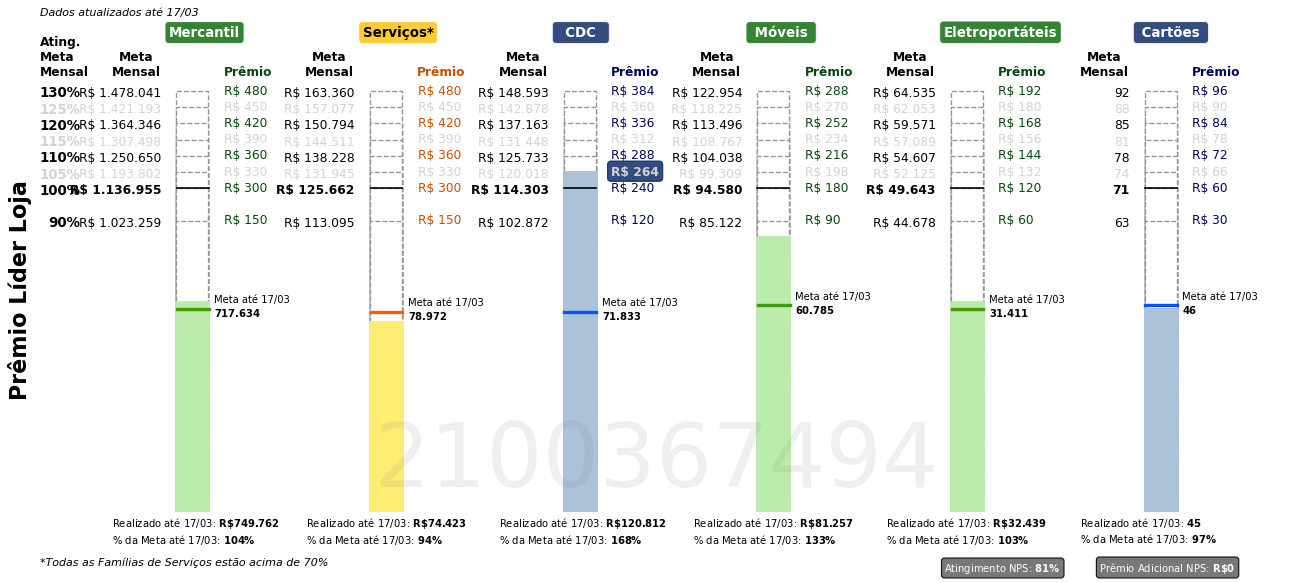 Dados atualizados até 17/03
Mercantil Serviços* CDC Móveis Eletroportáteis Cartões
Ating.
Meta Meta Meta Meta Meta Meta Meta
Mensal Mensal Prêmio Mensal Prêmio Mensal Prêmio Mensal Prêmio Mensal Prêmio Mensal Prêmio
130% R$ 1.478.041 R$ 480 R$ 163.360 R$ 480 R$ 148.593 R$ 384 R$ 122.954 R$ 288 R$ 64.535 R$ 192 92 R$ 96
125% R$ 1.421.193 R$ 450 R$ 157.077 R$ 450 R$ 142.878 R$ 360 R$ 118.225 R$ 270 R$ 62.053 R$ 180 88 R$ 90
120% R$ 1.364.346 R$ 420 R$ 150.794 R$ 420 R$ 137.163 R$ 336 R$ 113.496 R$ 252 R$ 59.571 R$ 168 85 R$ 84
115% R$ 1.307.498 R$ 390 R$ 144.511 R$ 390 R$ 131.448 R$ 312 R$ 108.767 R$ 234 R$ 57.089 R$ 156 81 R$ 78
110% R$ 1.250.650 R$ 360 R$ 138.228 R$ 360 R$ 125.733 R$ 288 R$ 104.038 R$ 216 R$ 54.607 R$ 144 78 R$ 72
105% R$ 1.193.802 R$ 330 R$ 131.945 R$ 330 R$ 120.018 R$ 264 R$ 99.309 R$ 198 R$ 52.125 R$ 132 74 R$ 66
100% R$ 1.136.955 R$ 300 R$ 125.662 R$ 300 R$ 114.303 R$ 240 R$ 94.580 R$ 180 R$ 49.643 R$ 120 71 R$ 60
90% R$ 1.023.259 R$ 150 R$ 113.095 R$ 150 R$ 102.872 R$ 120 R$ 85.122 R$ 90 R$ 44.678 R$ 60 63 R$ 30
Prêmio Líder Loja
Meta até 17/03 Meta até 17/03 Meta até 17/03 Meta até 17/03 Meta até 17/03 Meta até 17/03
717.634 78.972 71.833 60.785 31.411 46
2100367494
Realizado até 17/03: R$749.762 Realizado até 17/03: R$74.423 Realizado até 17/03: R$120.812 Realizado até 17/03: R$81.257 Realizado até 17/03: R$32.439 Realizado até 17/03: 45
% da Meta até 17/03: 104% % da Meta até 17/03: 94% % da Meta até 17/03: 168% % da Meta até 17/03: 133% % da Meta até 17/03: 103% % da Meta até 17/03: 97%
*Todas as Famílias de Serviços estão acima de 70% Atingimento NPS: 81% Prêmio Adicional NPS: R$0